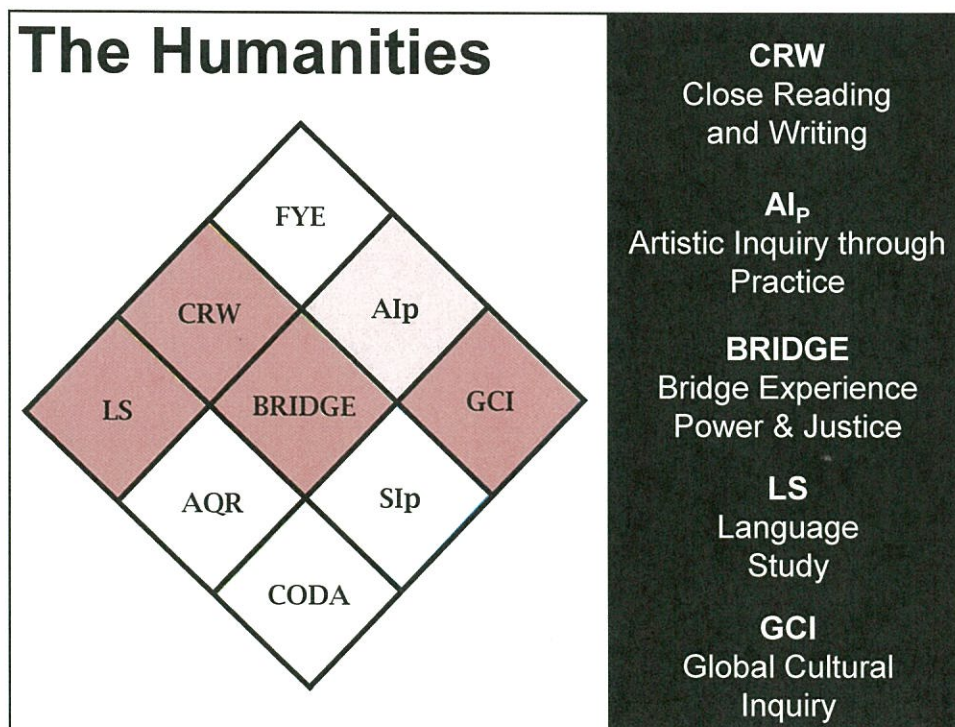 The Humanities
FYE
CRW
AIp
LS
BRIDGE
GCI
AQR
SIp
CODA
CRW
Close Reading
and Writing
AIP
Artistic Inquiry through
Practice
BRIDGE
Bridge Experience
Power & Justice
LS
Language
Study
GCI
Global Cultural
Inquiry